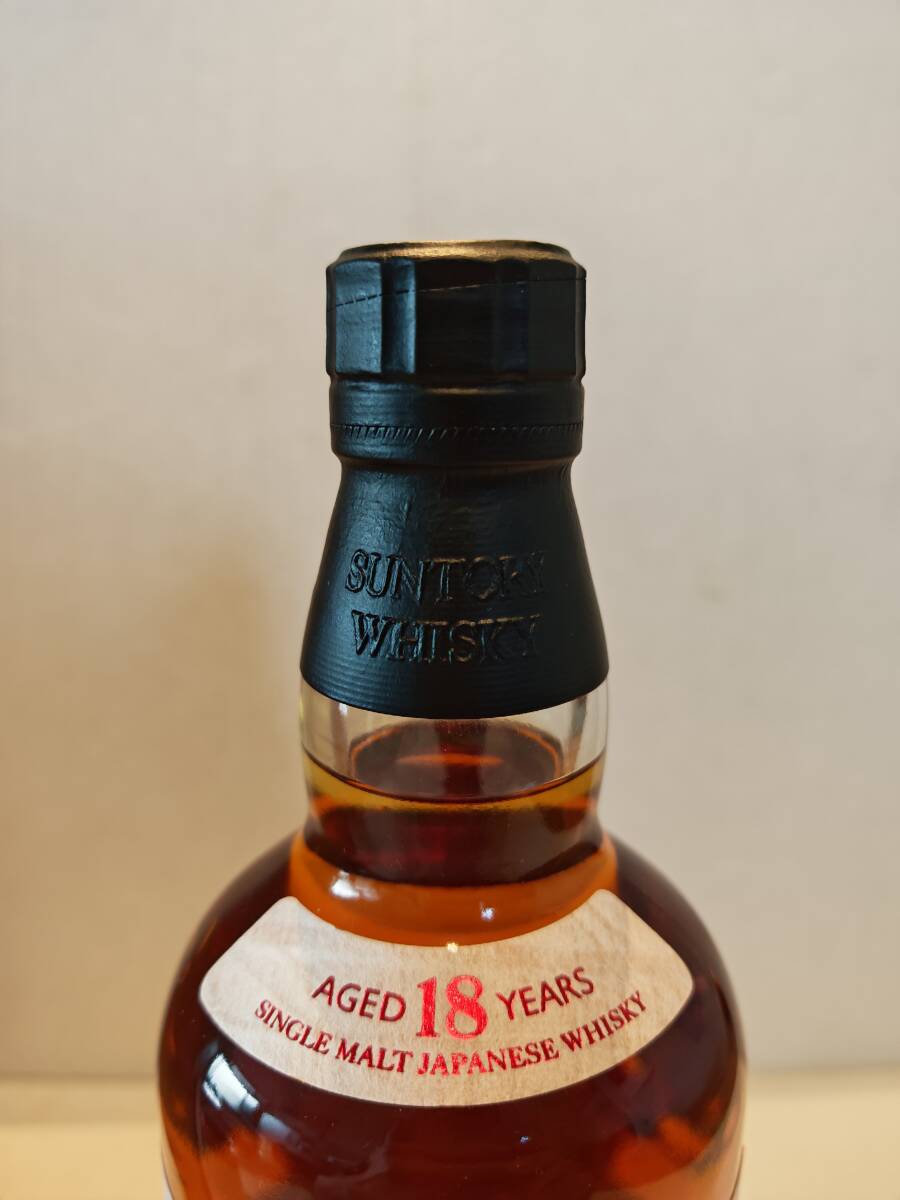 SUNTORY
WHISKY
AGED 18 YEARS
SINGLE MALT JAPANESE WHISKY